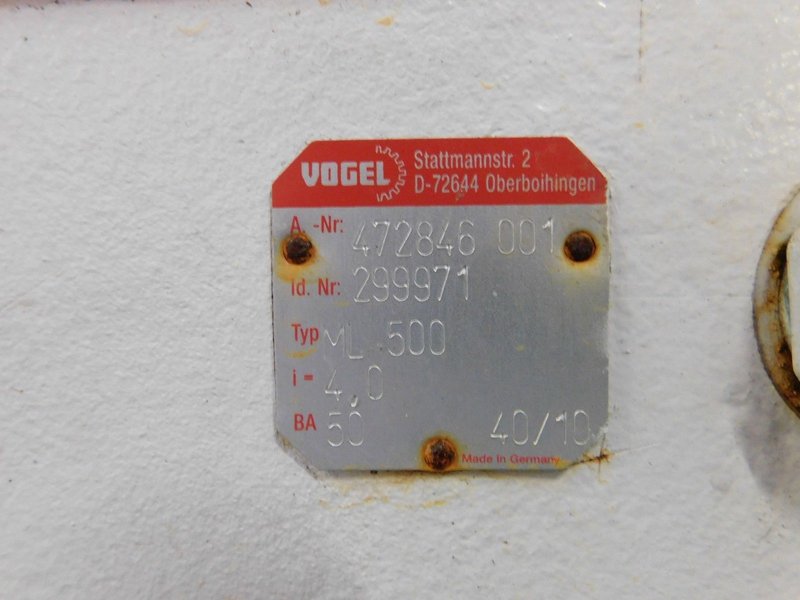 VOGEL
Stattmannstr. 2
D-72644 Oberboihingen
A. -Nr: 472846 001
Id. Nr: 299971
Typ ML 500
i = 4,0
BA 50 40/10
Made in Germany